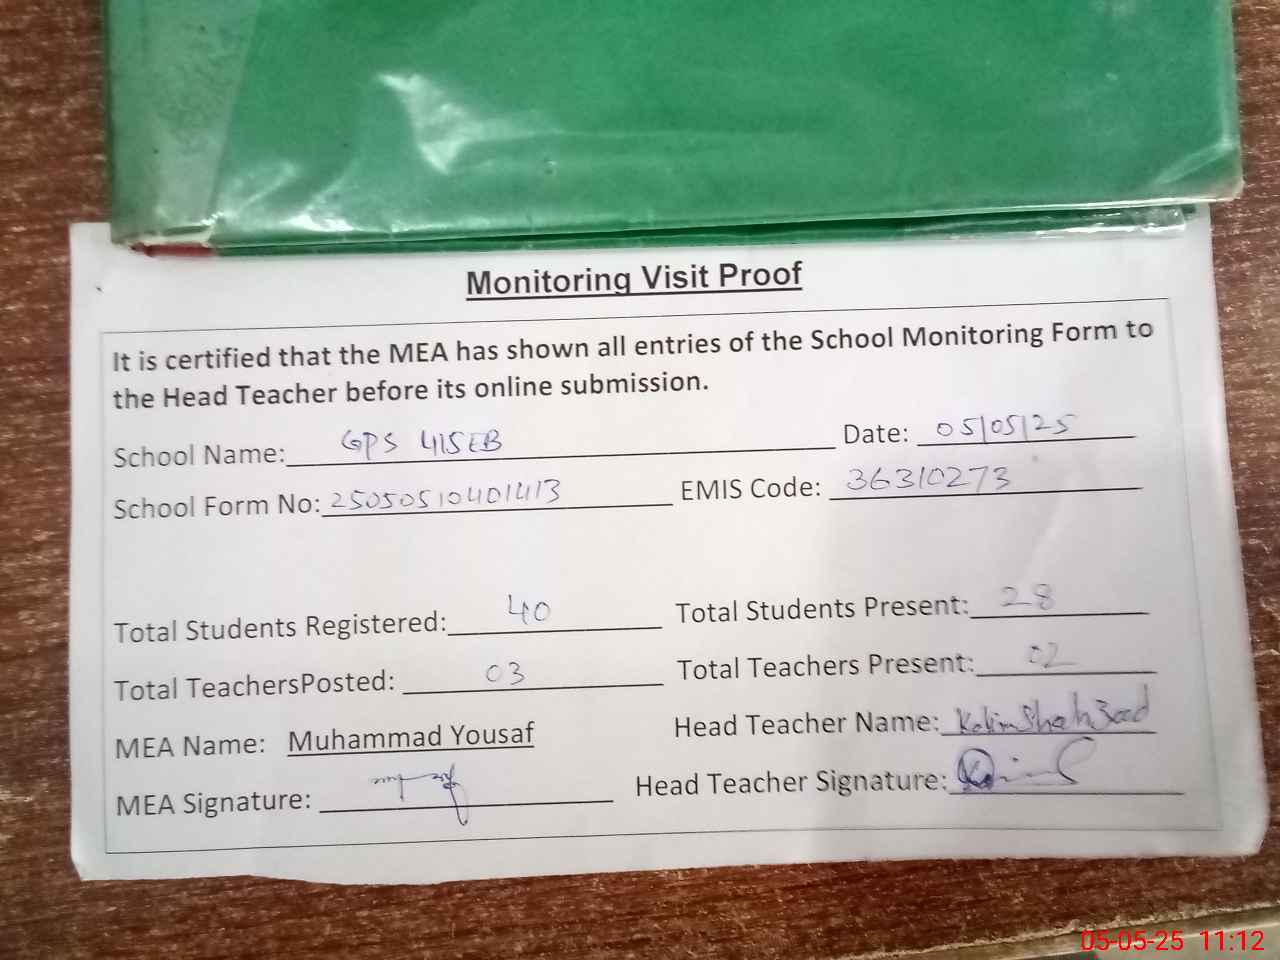 Monitoring Visit Proof
It is certified that the MEA has shown all entries of the School Monitoring Form to
the Head Teacher before its online submission.
School Name: GPS 415EB Date: 05/05/25
School Form No: 25050510401413 EMIS Code: 36310273
Total Students Registered: 40 Total Students Present: 28
Total TeachersPosted: 03 Total Teachers Present: 02
MEA Name: Muhammad Yousaf Head Teacher Name: Kalim Shahzad
MEA Signature: Head Teacher Signature:
05-05-25 11:12